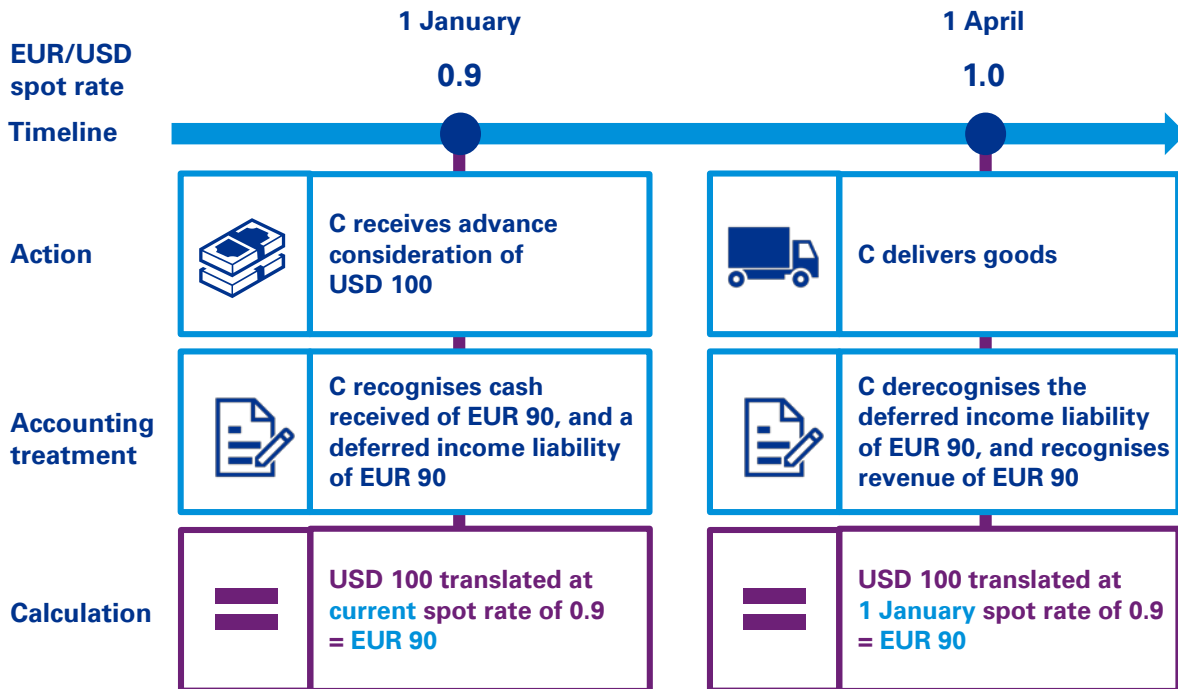 1 January
1 April
EUR/USD
spot rate
0.9
1.0
Timeline
Action
C receives advance
consideration of
USD 100
C delivers goods
Accounting
treatment
C recognises cash
received of EUR 90, and a
deferred income liability
of EUR 90
C derecognises the
deferred income liability
of EUR 90, and recognises
revenue of EUR 90
Calculation
USD 100 translated at
current spot rate of 0.9
= EUR 90
USD 100 translated at
1 January spot rate of 0.9
= EUR 90